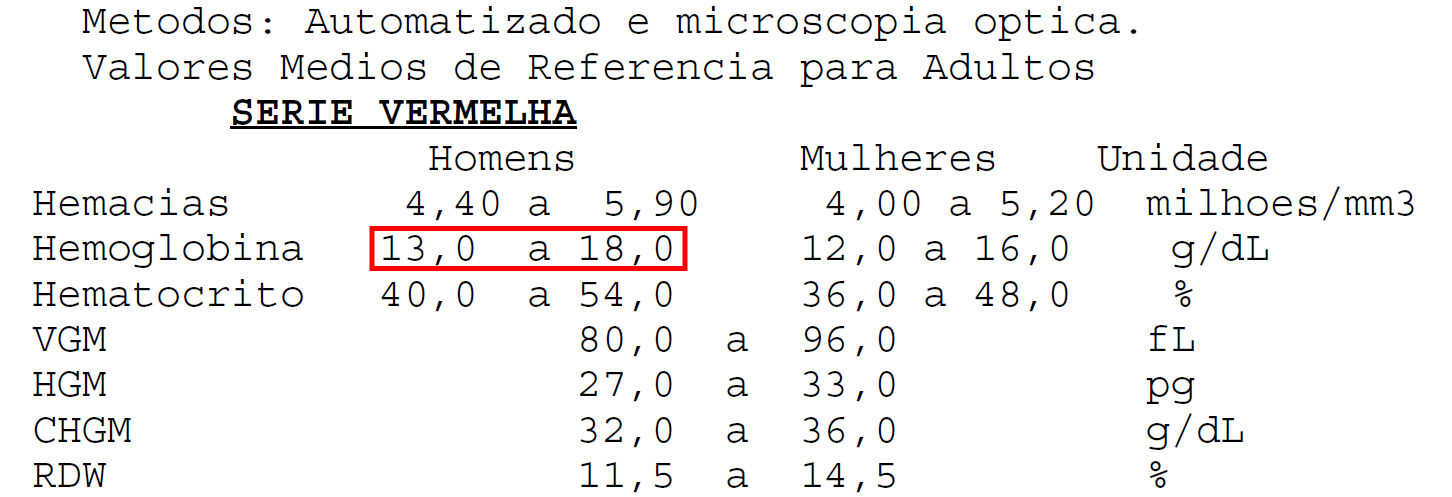 Metodos: Automatizado e microscopia optica.
Valores Medios de Referencia para Adultos
SERIE VERMELHA
Homens Mulheres Unidade
Hemacias 4,40 a 5,90 4,00 a 5,20 milhoes/mm3
Hemoglobina 13,0 a 18,0 12,0 a 16,0 g/dL
Hematocrito 40,0 a 54,0 36,0 a 48,0 %
VGM 80,0 a 96,0 fL
HGM 27,0 a 33,0 pg
CHGM 32,0 a 36,0 g/dL
RDW 11,5 a 14,5 %